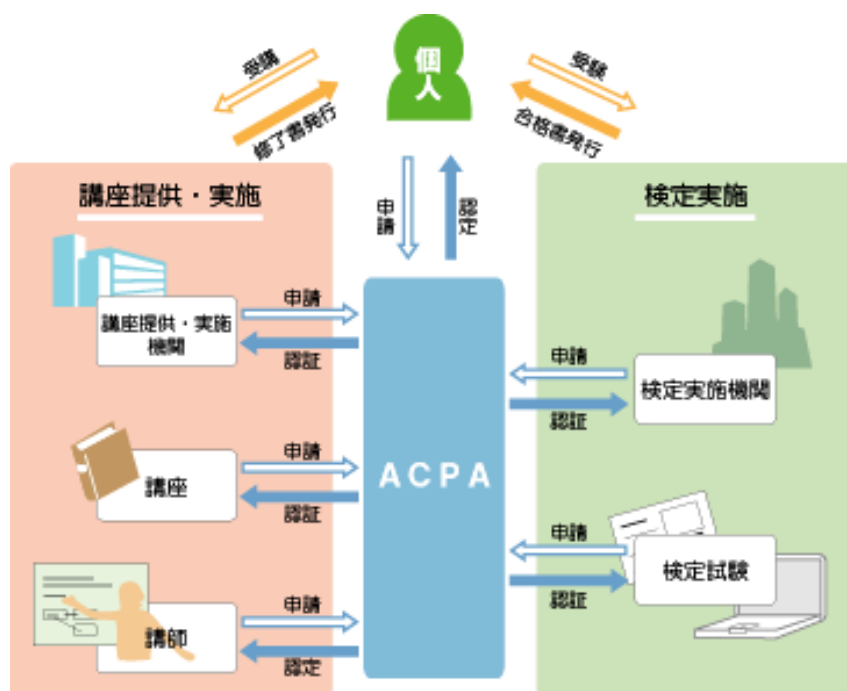 個人
受講
修了書発行
受験
合格書発行
申請
認定
講座提供・実施
講座提供・実施
機関
申請
認証
講座
申請
認証
講師
申請
認定
ACPA
検定実施
検定実施機関
申請
認証
検定試験
申請
認証